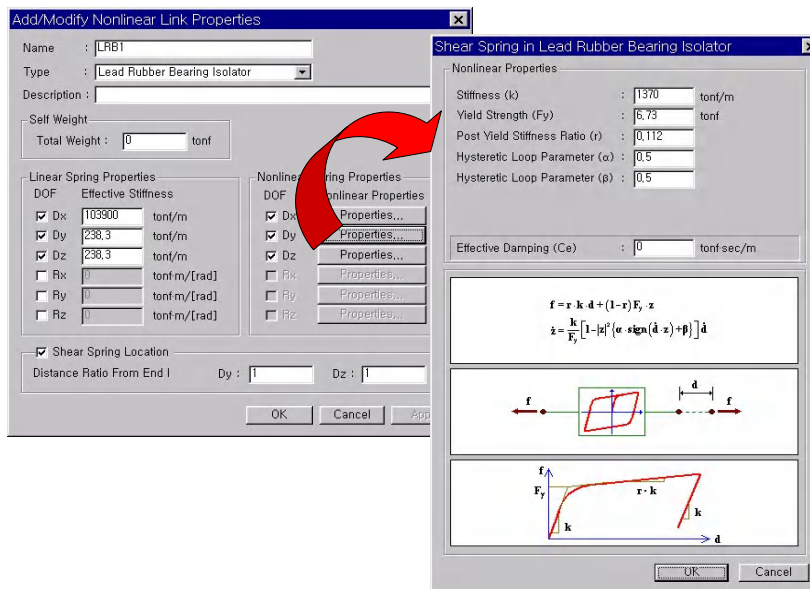 Add/Modify Nonlinear Link Properties
Name : LRB1
Type : Lead Rubber Bearing Isolator
Description :
Self Weight
Total Weight : 0 tonf
Linear Spring Properties
DOF Effective Stiffness
Dx 103900 tonf/m
Dy 238,3 tonf/m
Dz 238,3 tonf/m
Rx 0 tonf·m/[rad]
Ry 0 tonf·m/[rad]
Rz 0 tonf·m/[rad]
DOF
Dx Properties...
Dy Properties...
Dz Properties...
Rx Properties...
Ry Properties...
Rz Properties...
Shear Spring Location
Distance Ratio From End I Dy : 1 Dz : 1
OK Cancel
Shear Spring in Lead Rubber Bearing Isolator
Nonlinear Properties
Stiffness (k) : 1370 tonf/m
Yield Strength (Fy) : 6,73 tonf
Post Yield Stiffness Ratio (r) : 0,112
Hysteretic Loop Parameter (α) : 0,5
Hysteretic Loop Parameter (β) : 0,5
Effective Damping (Ce) : 0 tonf·sec/m
f = r·k·d + (1-r)Fy·z
ż = k/Fy [1-|z|²{α·sign(ḋ·z)+β}]ḋ
d
f f
f
Fy
r·k
k
k
d
OK Cancel